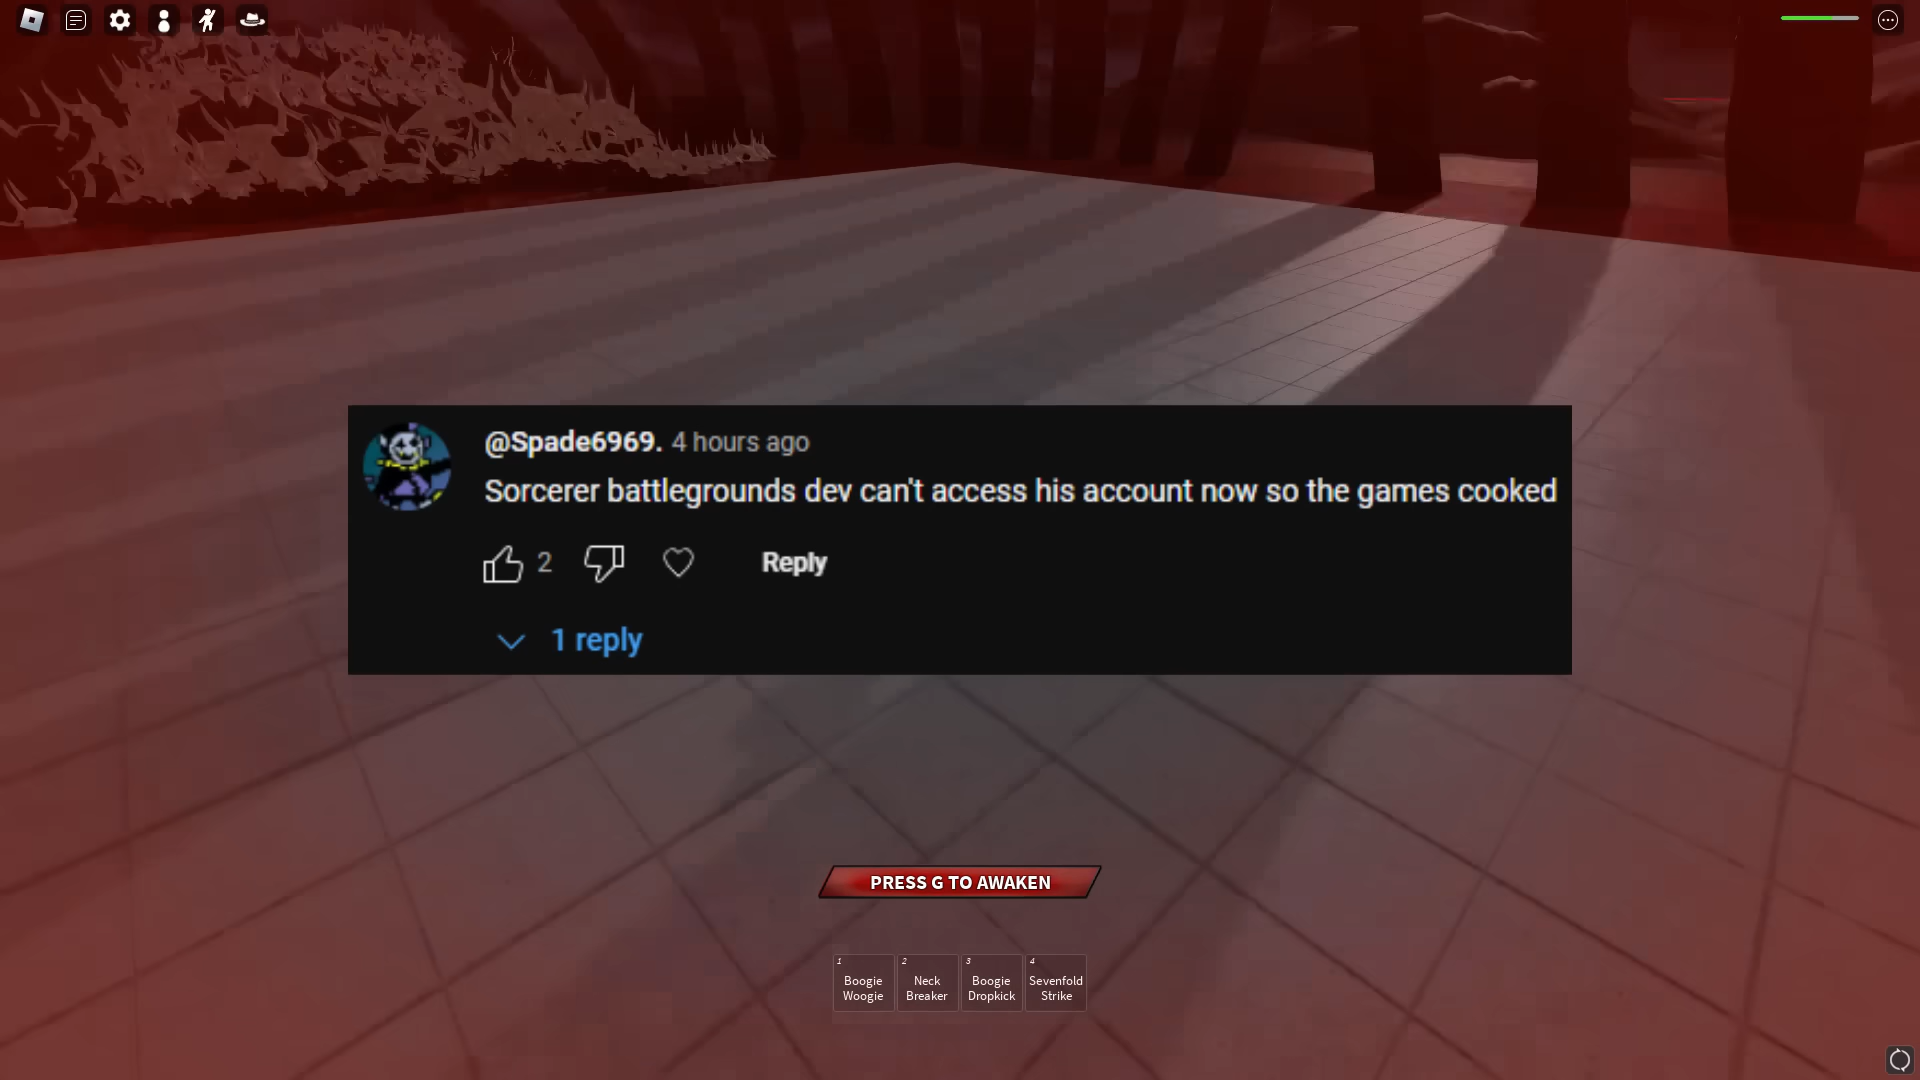 @Spade6969. 4 hours ago
Sorcerer battlegrounds dev can't access his account now so the games cooked
2
Reply
1 reply
PRESS G TO AWAKEN
1 2 3 4
Boogie Neck Boogie Sevenfold
Woogie Breaker Dropkick Strike